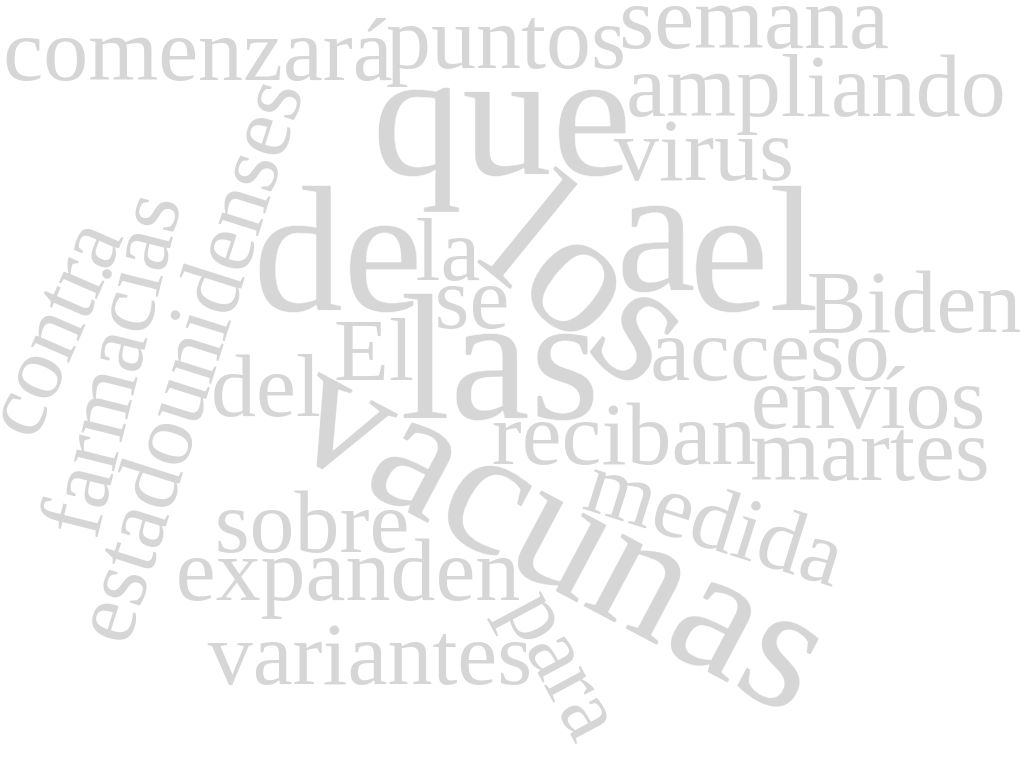 comenzará
puntos
semana
que
ampliando
virus
estadounidenses
farmacias
contra
de
la
los
a
el
se
Biden
El
las
acceso
del
envíos
vacunas
reciban
martes
medida
sobre
expanden
para
variantes